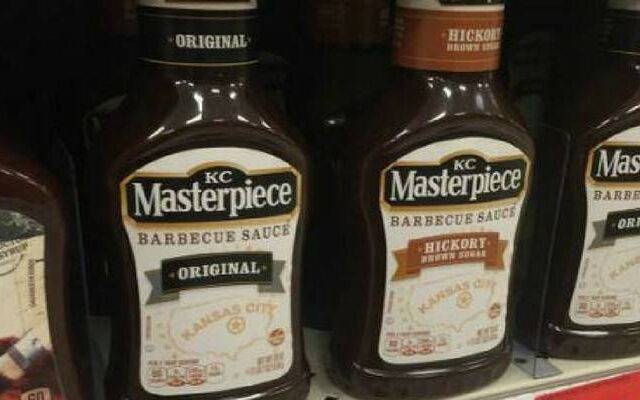 ORIGINAL
KC
Masterpiece
BARBECUE SAUCE
ORIGINAL
KANSAS CITY
HICKORY
BROWN SUGAR
KC
Masterpiece
BARBECUE SAUCE
HICKORY
BROWN SUGAR
KANSAS CITY
Mas
BARBE
ORI